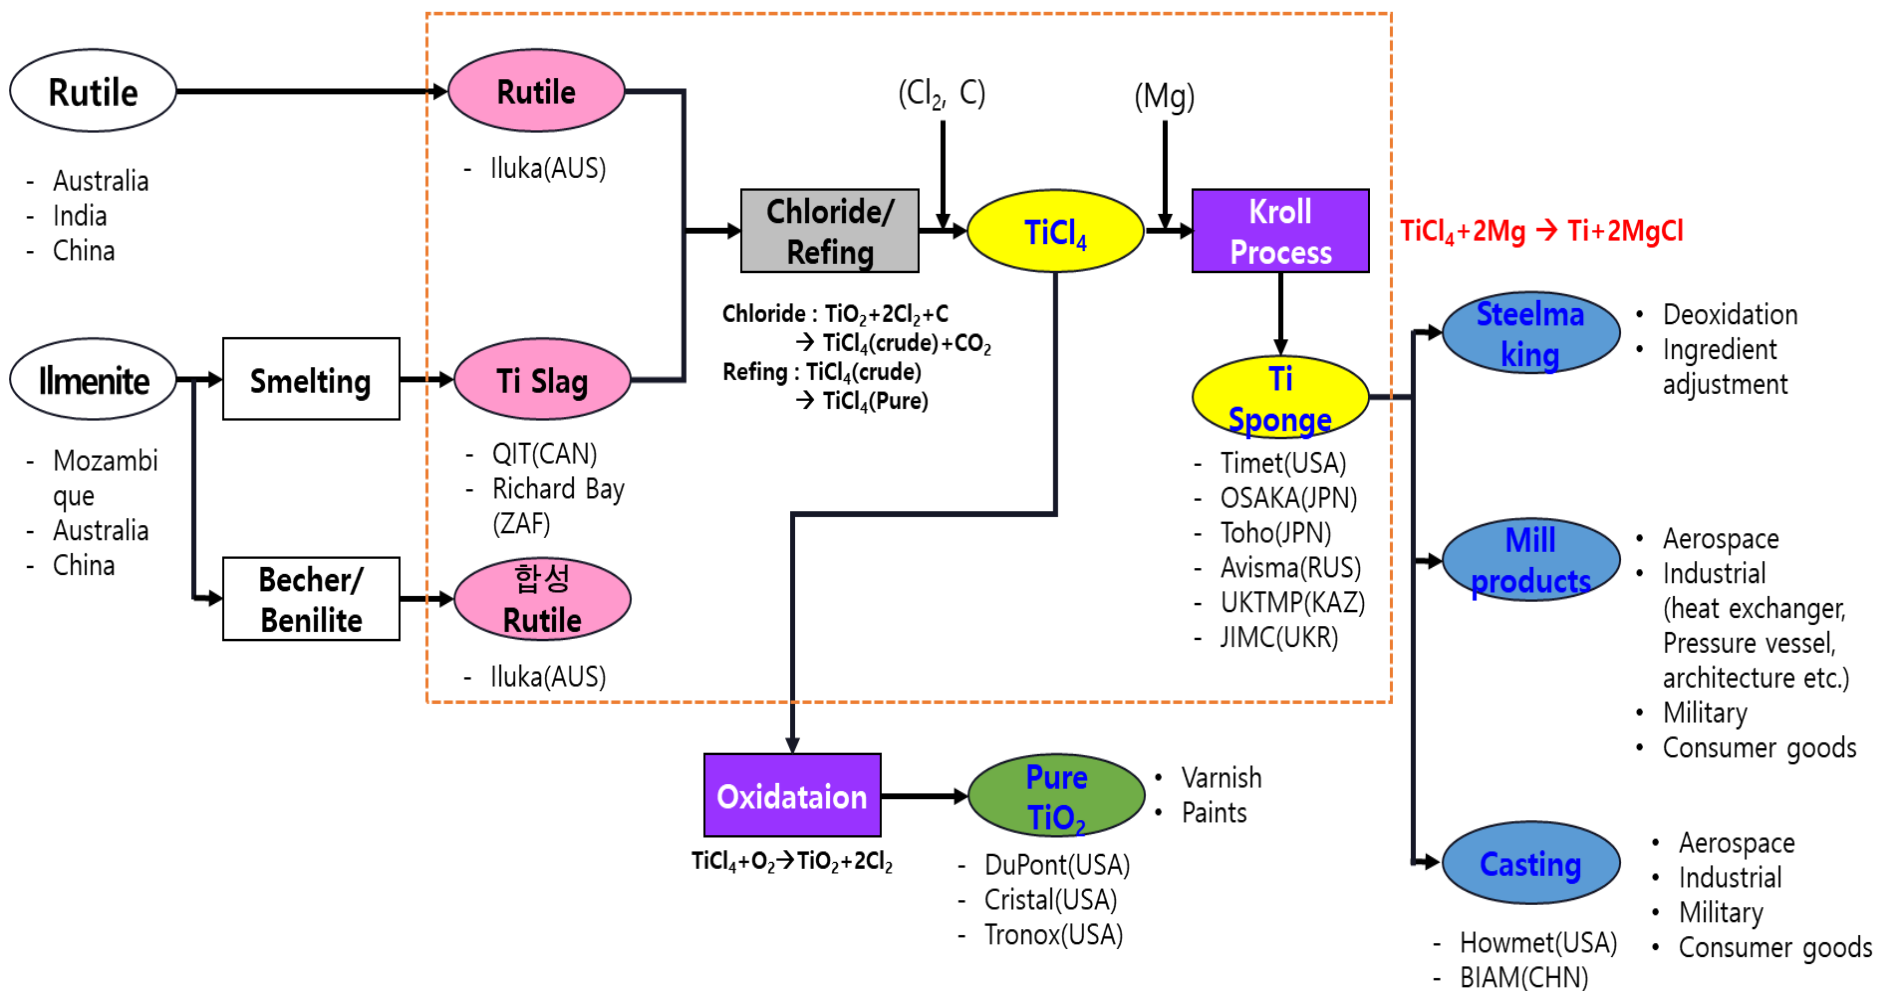 Rutile
- Australia
- India
- China
Rutile
- Iluka(AUS)
(Cl₂, C)
(Mg)
Chloride/
Refing
TiCl₄
Kroll
Process
TiCl₄+2Mg → Ti+2MgCl
Chloride : TiO₂+2Cl₂+C
→ TiCl₄(crude)+CO₂
Refing : TiCl₄(crude)
→ TiCl₄(Pure)
Ilmenite
- Mozambi
que
- Australia
- China
Smelting
Ti Slag
- QIT(CAN)
- Richard Bay
(ZAF)
Becher/
Benilite
합성
Rutile
- Iluka(AUS)
Ti
Sponge
- Timet(USA)
- OSAKA(JPN)
- Toho(JPN)
- Avisma(RUS)
- UKTMP(KAZ)
- JIMC(UKR)
Steelma
king
• Deoxidation
• Ingredient
adjustment
Mill
products
• Aerospace
• Industrial
(heat exchanger,
Pressure vessel,
architecture etc.)
• Military
• Consumer goods
Oxidataion
TiCl₄+O₂→TiO₂+2Cl₂
Pure
TiO₂
• Varnish
• Paints
- DuPont(USA)
- Cristal(USA)
- Tronox(USA)
Casting
• Aerospace
• Industrial
• Military
• Consumer goods
- Howmet(USA)
- BIAM(CHN)